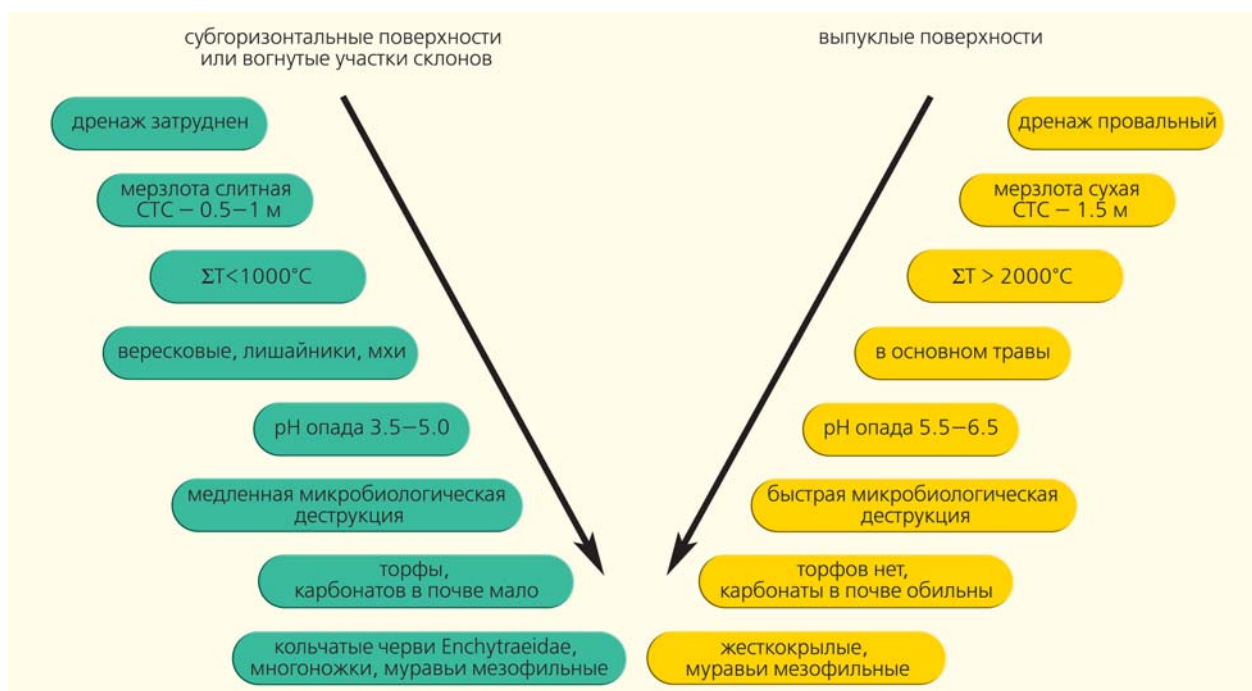 субгоризонтальные поверхности
или вогнутые участки склонов
дренаж затруднен
мерзлота слитная
СТС – 0.5–1 м
ΣT<1000°C
вересковые, лишайники, мхи
pH опада 3.5–5.0
медленная микробиологическая
деструкция
торфы,
карбонатов в почве мало
кольчатые черви Enchytraeidae,
многоножки, муравьи мезофильные
выпуклые поверхности
дренаж провальный
мерзлота сухая
СТС – 1.5 м
ΣT > 2000°C
в основном травы
pH опада 5.5–6.5
быстрая микробиологическая
деструкция
торфов нет,
карбонаты в почве обильны
жесткокрылые,
муравьи мезофильные